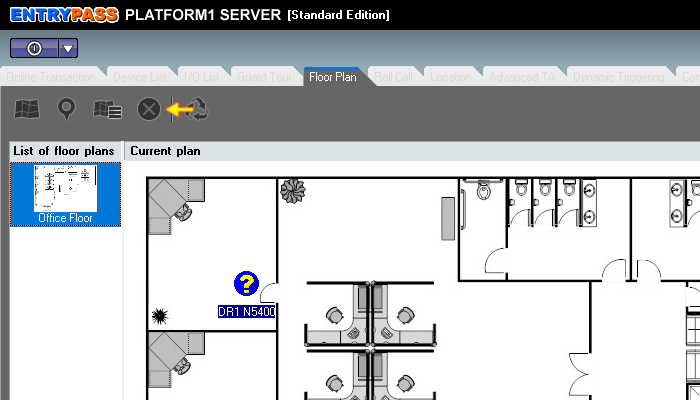 ENTRYPASS PLATFORM1 SERVER [Standard Edition]
Online Transaction Device List I/O List Guard Tour Floor Plan Roll Call Location Advanced TA Dynamic Triggering
List of floor plans Current plan
Office Floor
DR1 N5400